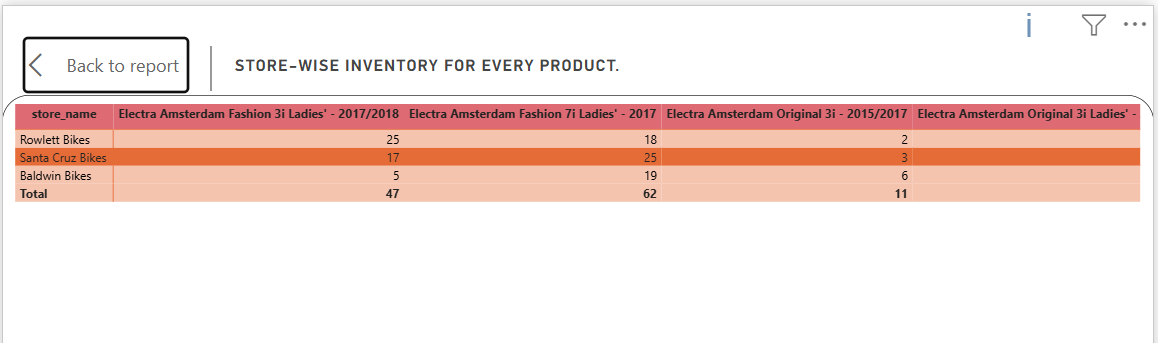 Back to report
STORE-WISE INVENTORY FOR EVERY PRODUCT.
store_name Electra Amsterdam Fashion 3i Ladies' - 2017/2018 Electra Amsterdam Fashion 7i Ladies' - 2017 Electra Amsterdam Original 3i - 2015/2017 Electra Amsterdam Original 3i Ladies' -
Rowlett Bikes 25 18 2
Santa Cruz Bikes 17 25 3
Baldwin Bikes 5 19 6
Total 47 62 11